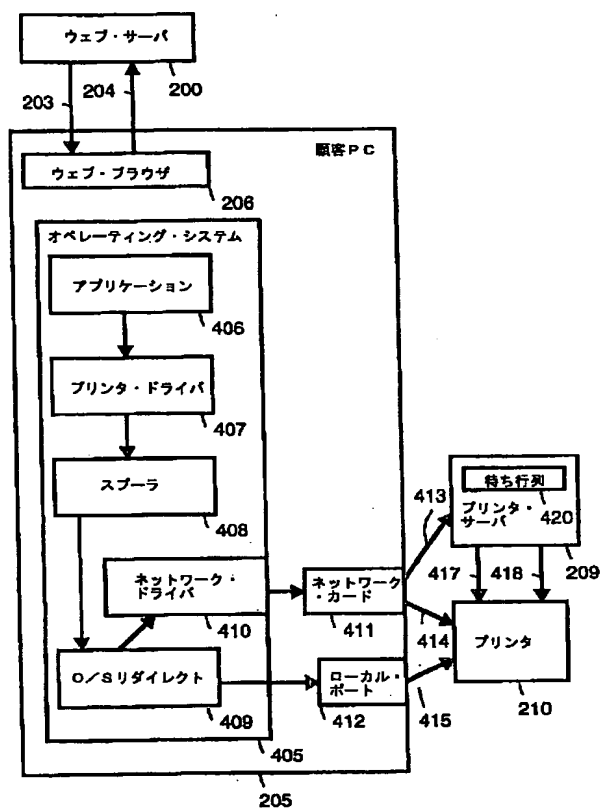 ウェブ・サーバ
200
203
204
顧客PC
ウェブ・ブラウザ
206
オペレーティング・システム
アプリケーション
406
プリンタ・ドライバ
407
スプーラ
408
ネットワーク・
ドライバ
410
O/Sリダイレクト
409
405
205
ネットワーク
・カード
411
ローカル・
ポート
412
413
414
415
待ち行列
プリンタ・
サーバ
420
209
417
418
プリンタ
210